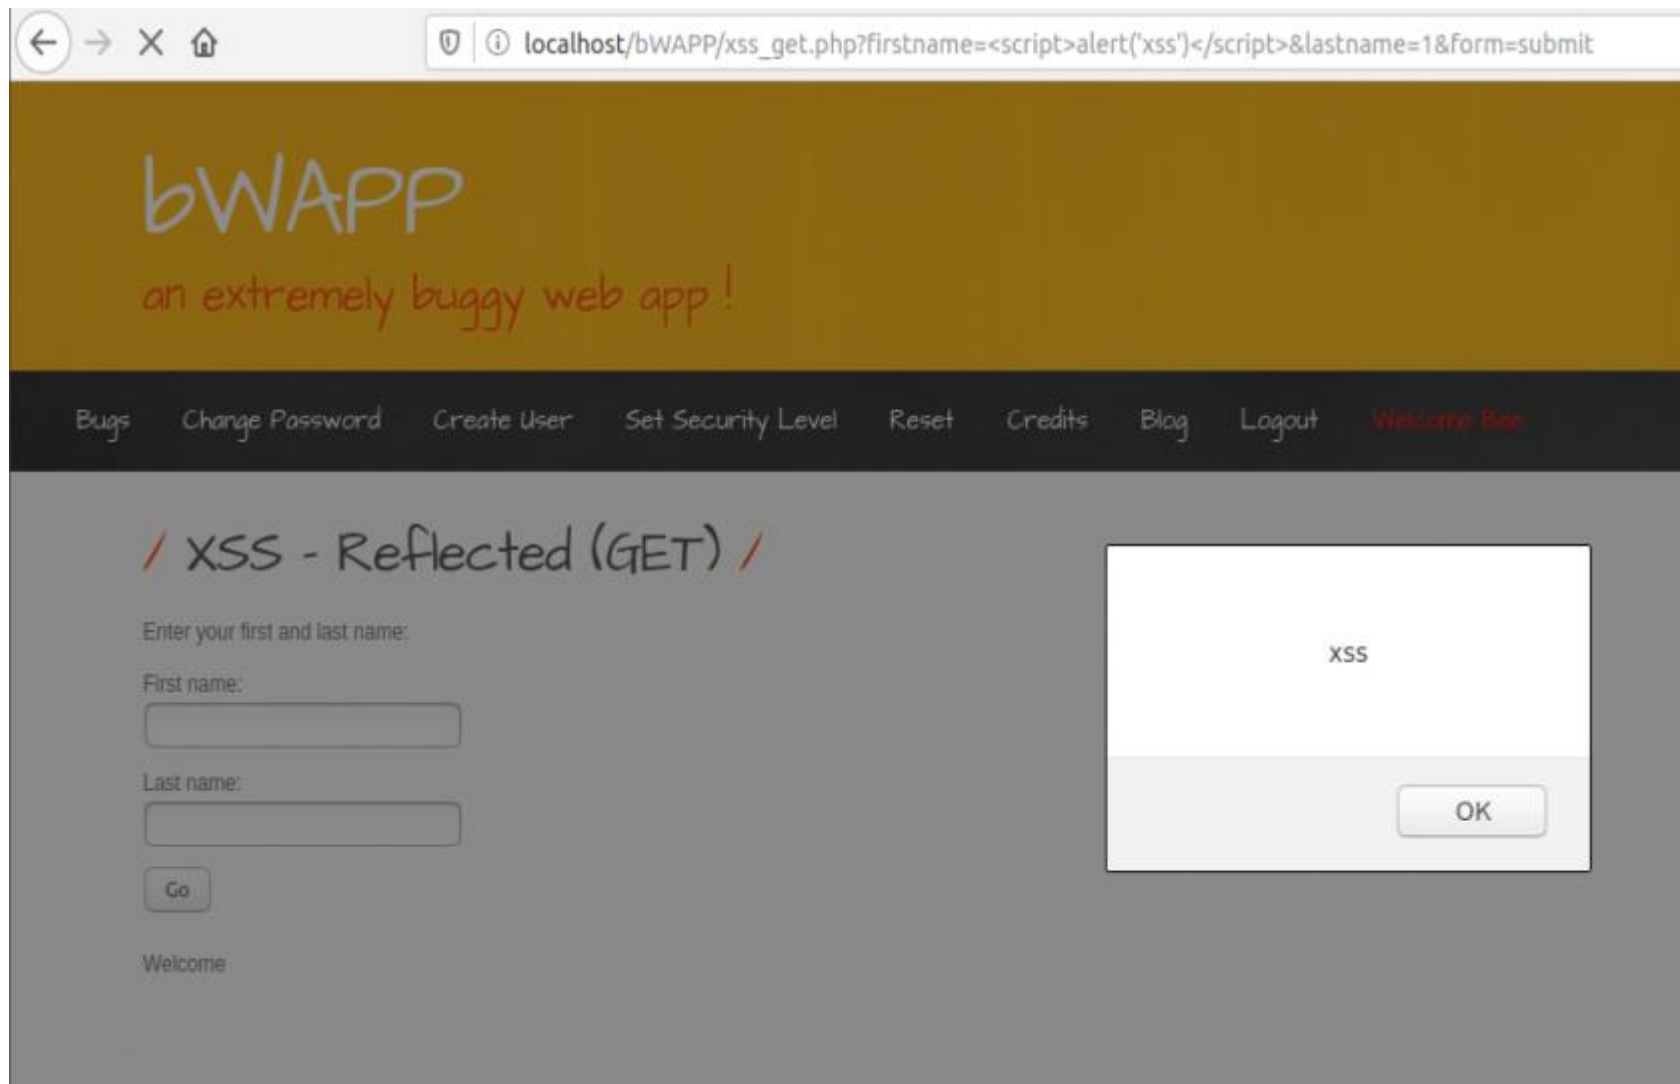 localhost/bWAPP/xss_get.php?firstname=<script>alert('xss')</script>&lastname=1&form=submit
bWAPP
an extremely buggy web app !
Bugs Change Password Create User Set Security Level Reset Credits Blog Logout Welcome Bee
/ XSS - Reflected (GET) /
Enter your first and last name:
First name:
Last name:
Go
Welcome
xss
OK